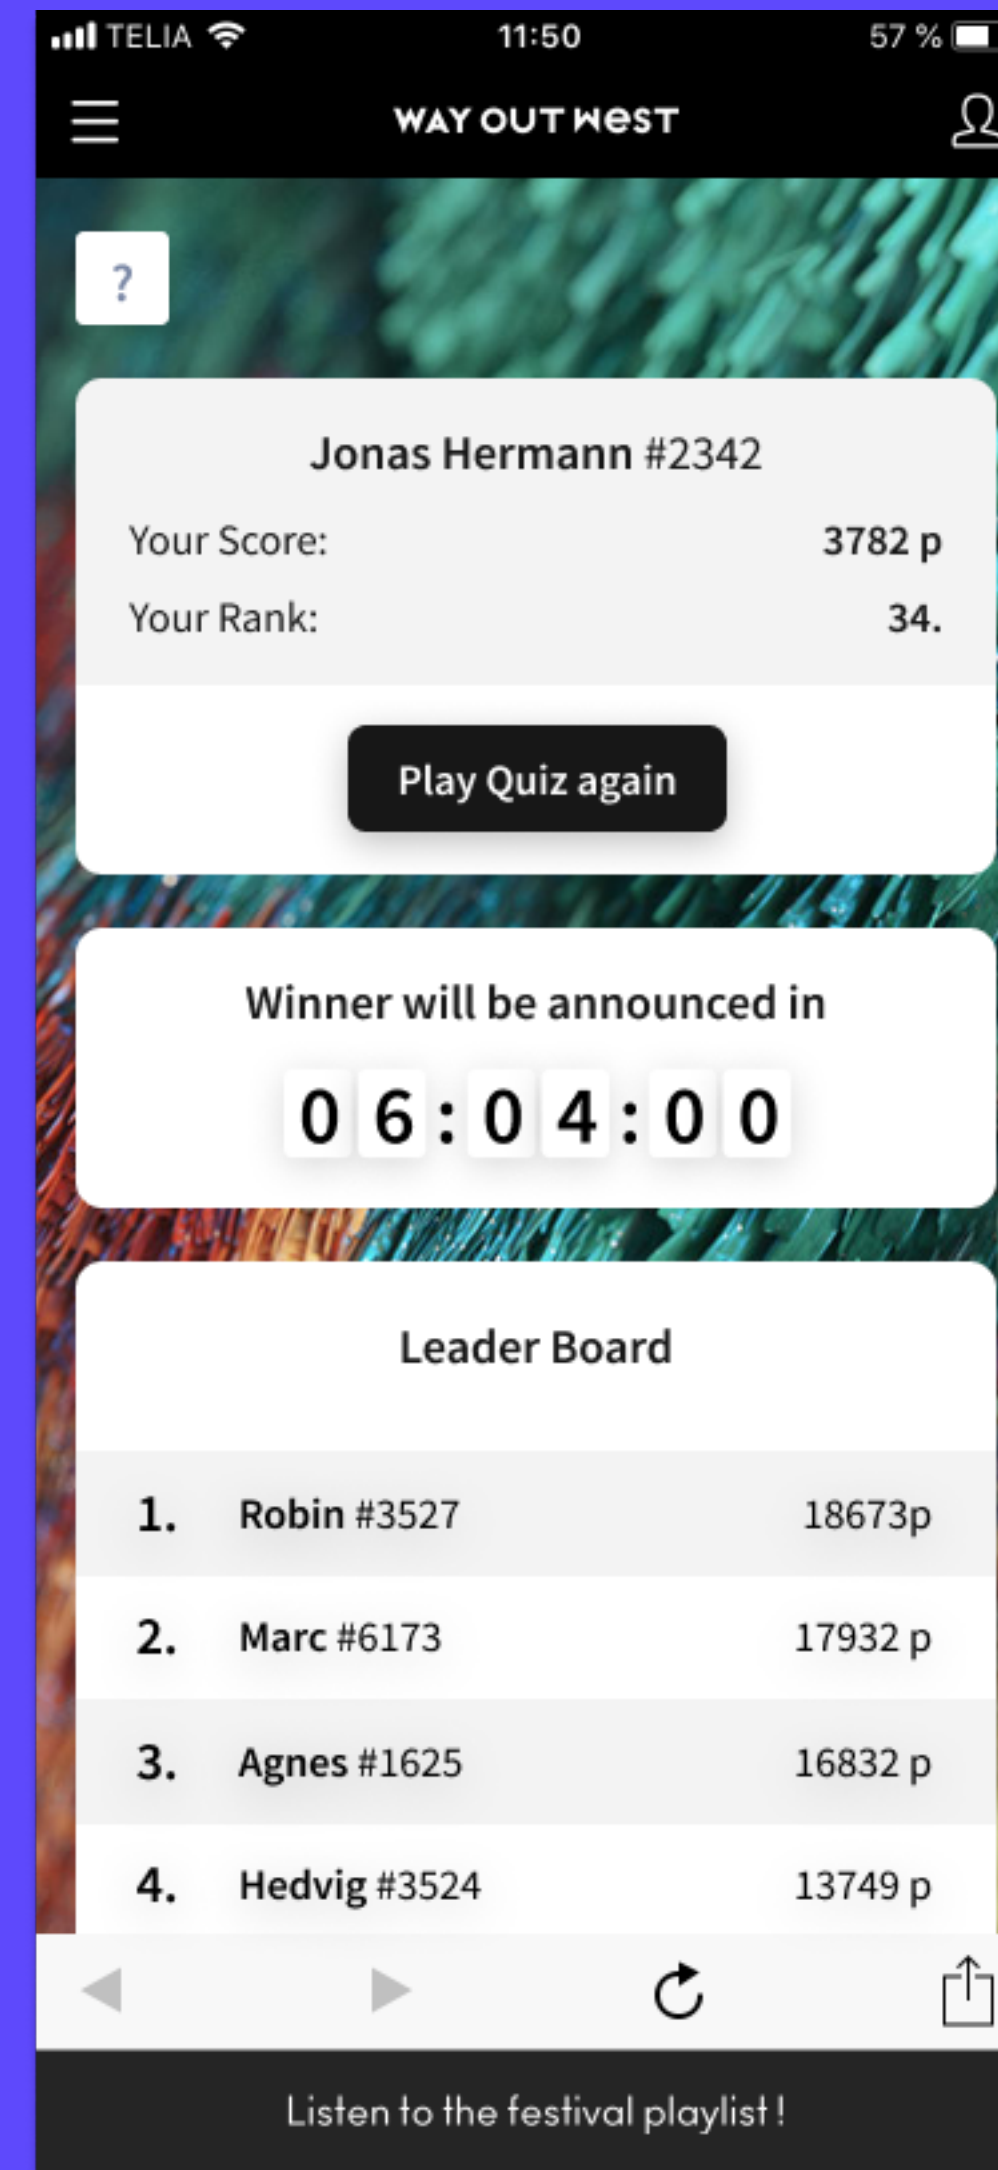 TELIA 11:50 57 %
WAY OUT WeST
?
Jonas Hermann #2342
Your Score: 3782 p
Your Rank: 34.
Play Quiz again
Winner will be announced in
06:04:00
Leader Board
1. Robin #3527 18673p
2. Marc #6173 17932 p
3. Agnes #1625 16832 p
4. Hedvig #3524 13749 p
Listen to the festival playlist !